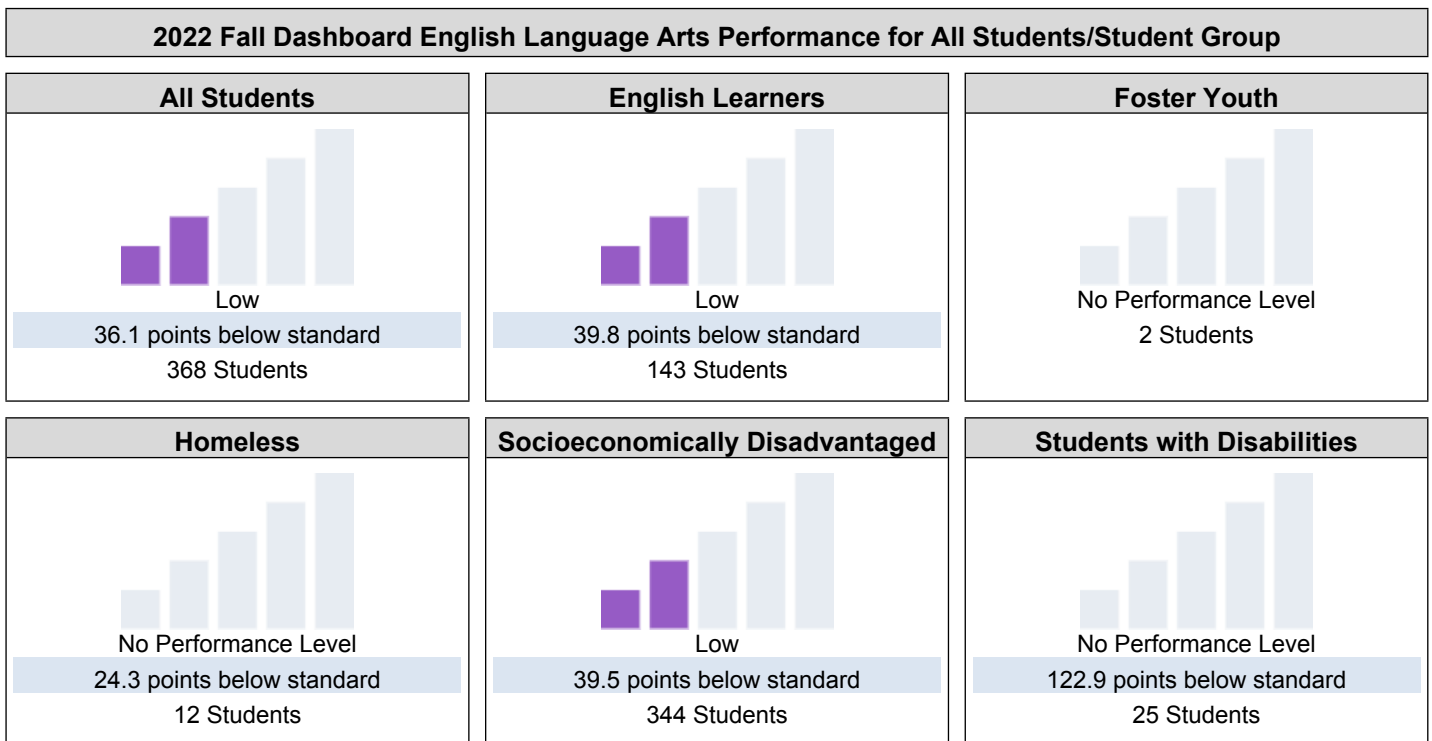 2022 Fall Dashboard English Language Arts Performance for All Students/Student Group
All Students
Low
36.1 points below standard
368 Students
English Learners
Low
39.8 points below standard
143 Students
Foster Youth
No Performance Level
2 Students
Homeless
No Performance Level
24.3 points below standard
12 Students
Socioeconomically Disadvantaged
Low
39.5 points below standard
344 Students
Students with Disabilities
No Performance Level
122.9 points below standard
25 Students